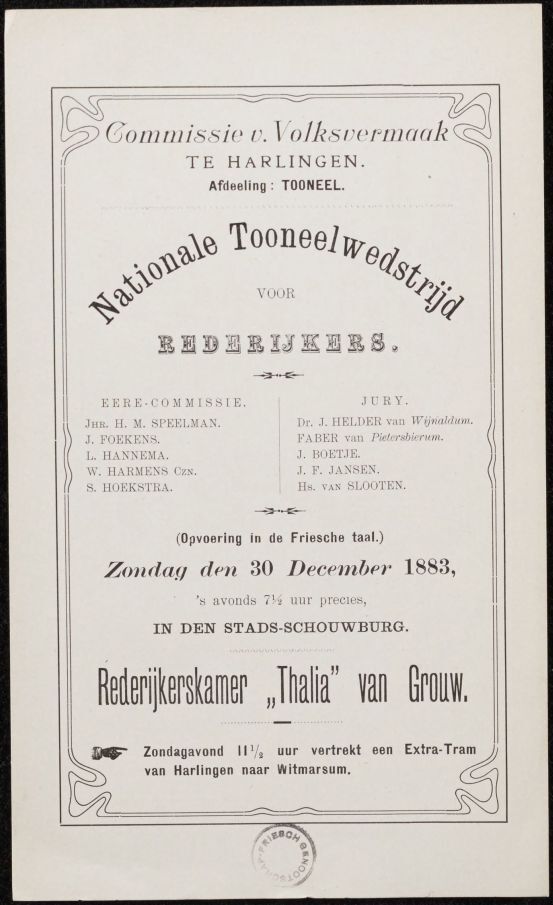 Commissie v. Volksvermaak
TE HARLINGEN.
Afdeeling: TOONEEL.
Nationale Tooneelwedstrijd
VOOR
REDERIJKERS.
EERE-COMMISSIE.
JHR. H. M. SPEELMAN.
J. FOEKENS.
L. HANNEMA.
W. HARMENS CZN.
S. HOEKSTRA.
JURY.
Dr. J. HELDER van Wijnaldum.
FABER van Pietersbierum.
J. BOETJE.
J. F. JANSEN.
HS. VAN SLOOTEN.
(Opvoering in de Friesche taal.)
Zondag den 30 December 1883,
's avonds 7½ uur precies,
IN DEN STADS-SCHOUWBURG.
Rederijkerskamer „Thalia” van Grouw.
Zondagavond 11½ uur vertrekt een Extra-Tram
van Harlingen naar Witmarsum.
FRIESCH GENOOTSCHAP